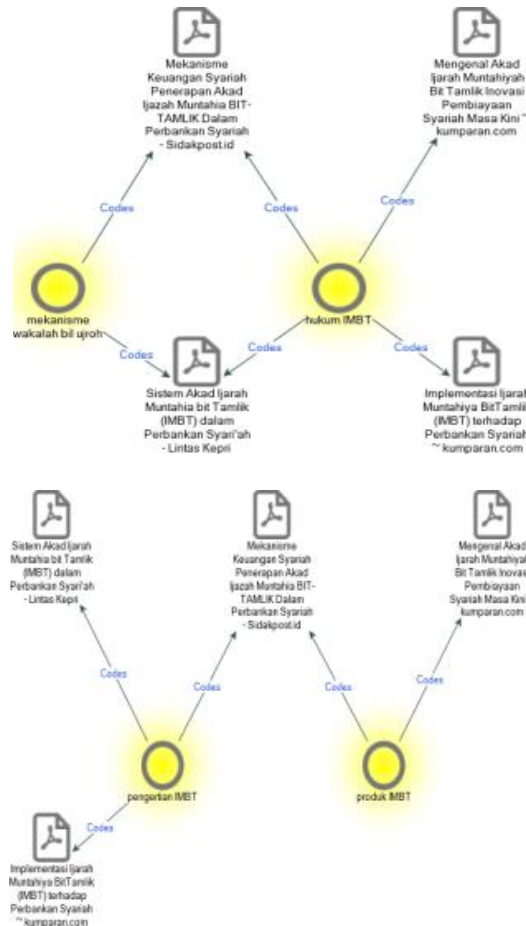 Mekanisme
Keuangan Syariah
Penerapan Akad
Ijazah Muntahia BIT-
TAMLIK Dalam
Perbankan Syariah
- Sidakpost.id
Mengenal Akad
Ijarah Muntahiyah
Bit Tamlik Inovasi
Pembiayaan
Syariah Masa Kini ~
kumparan.com
Codes
Codes
Codes
mekanisme
wakalah bil ujroh
hukum IMBT
Codes
Codes
Codes
Sistem Akad Ijarah
Muntahia bit Tamlik
(IMBT) dalam
Perbankan Syari'ah
- Lintas Kepri
Implementasi Ijarah
Muntahiya BitTamlik
(IMBT) terhadap
Perbankan Syariah
~ kumparan.com
Sistem Akad Ijarah
Muntahia bit Tamlik
(IMBT) dalam
Perbankan Syari'ah
- Lintas Kepri
Mekanisme
Keuangan Syariah
Penerapan Akad
Ijazah Muntahia BIT-
TAMLIK Dalam
Perbankan Syariah
- Sidakpost.id
Mengenal Akad
Ijarah Muntahiyah
Bit Tamlik Inovasi
Pembiayaan
Syariah Masa Kini
kumparan.com
Codes
Codes
Codes
Codes
pengertian IMBT
produk IMBT
Codes
Implementasi Ijarah
Muntahiya BitTamlik
(IMBT) terhadap
Perbankan Syariah
~ kumparan.com